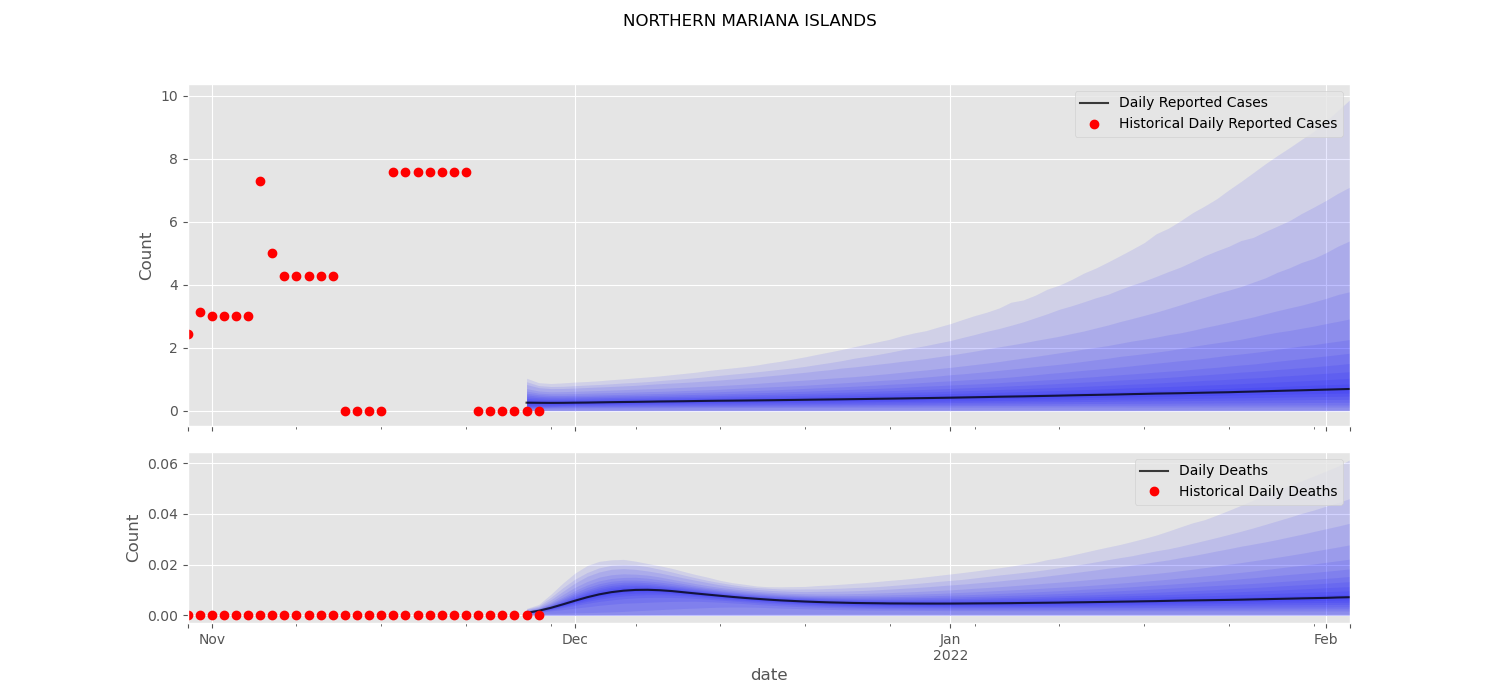 NORTHERN MARIANA ISLANDS
10
8
6
4
2
0
Count
Daily Reported Cases
Historical Daily Reported Cases
0.06
0.04
0.02
0.00
Count
Daily Deaths
Historical Daily Deaths
Nov
Dec
Jan
2022
Feb
date